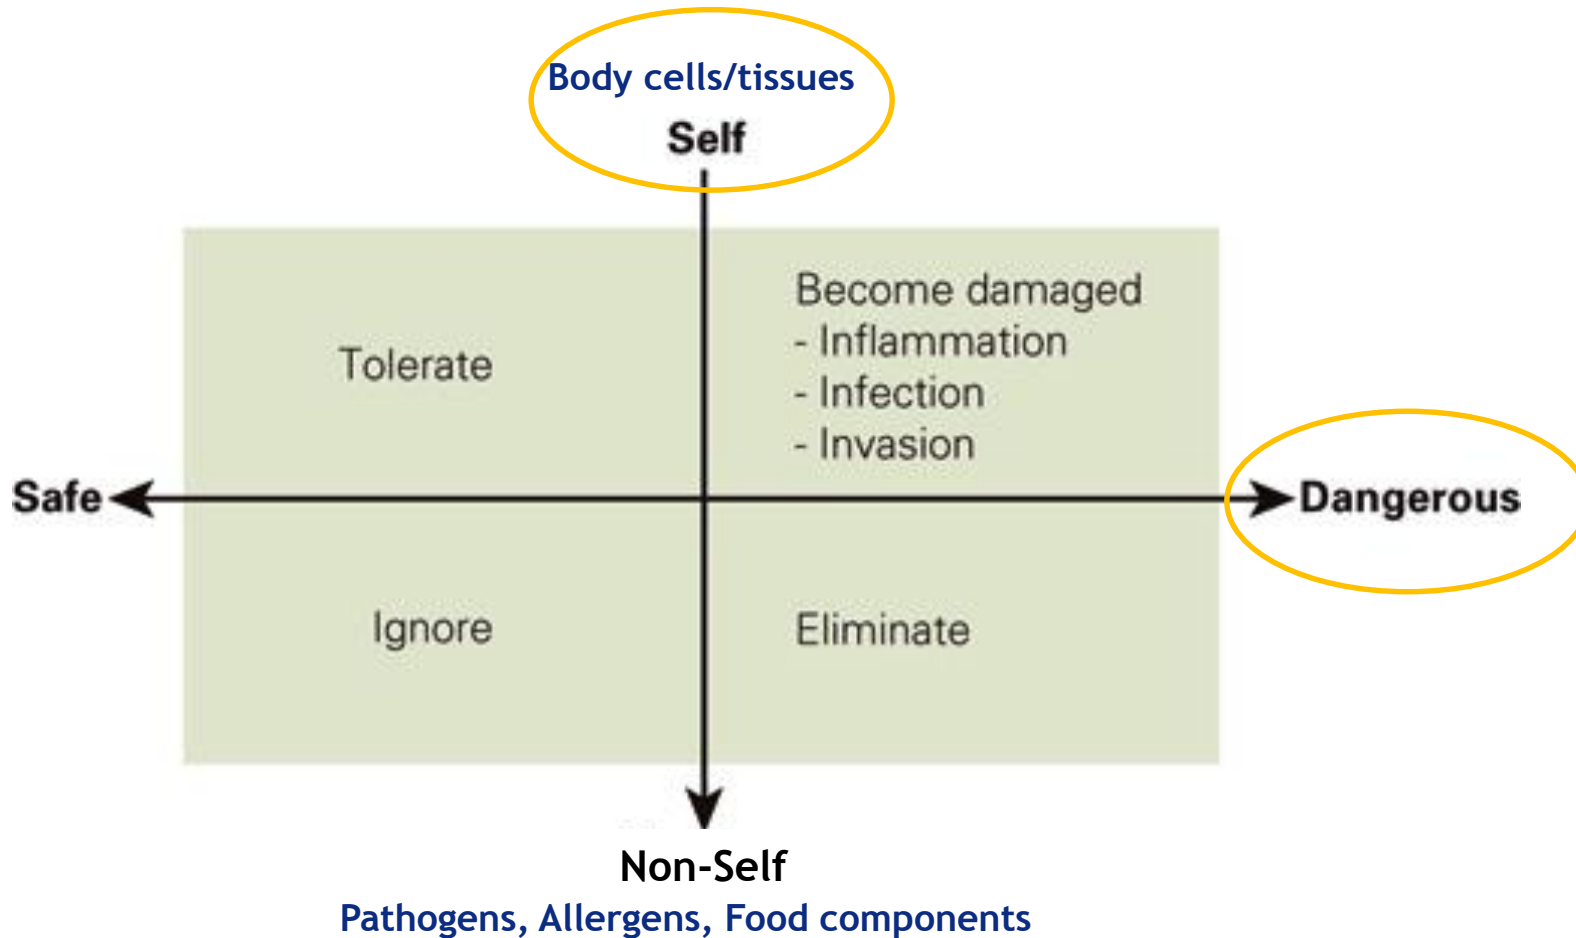 Body cells/tissues
Self
Become damaged
- Inflammation
Tolerate
- Infection
- Invasion
Safe
Dangerous
Ignore
Eliminate
Non-Self
Pathogens, Allergens, Food components